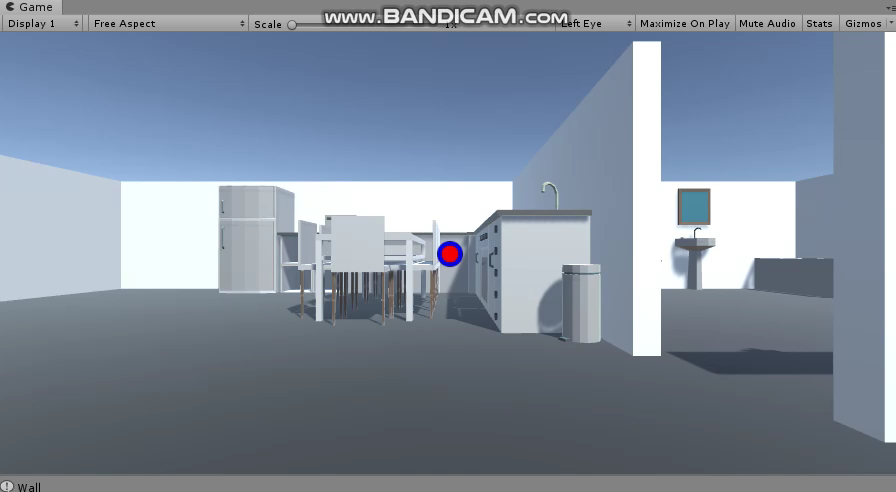 Game
www.BANDICAM.com
Display 1
Free Aspect
Scale
1x
Left Eye
Maximize On Play
Mute Audio
Stats
Gizmos
Wall